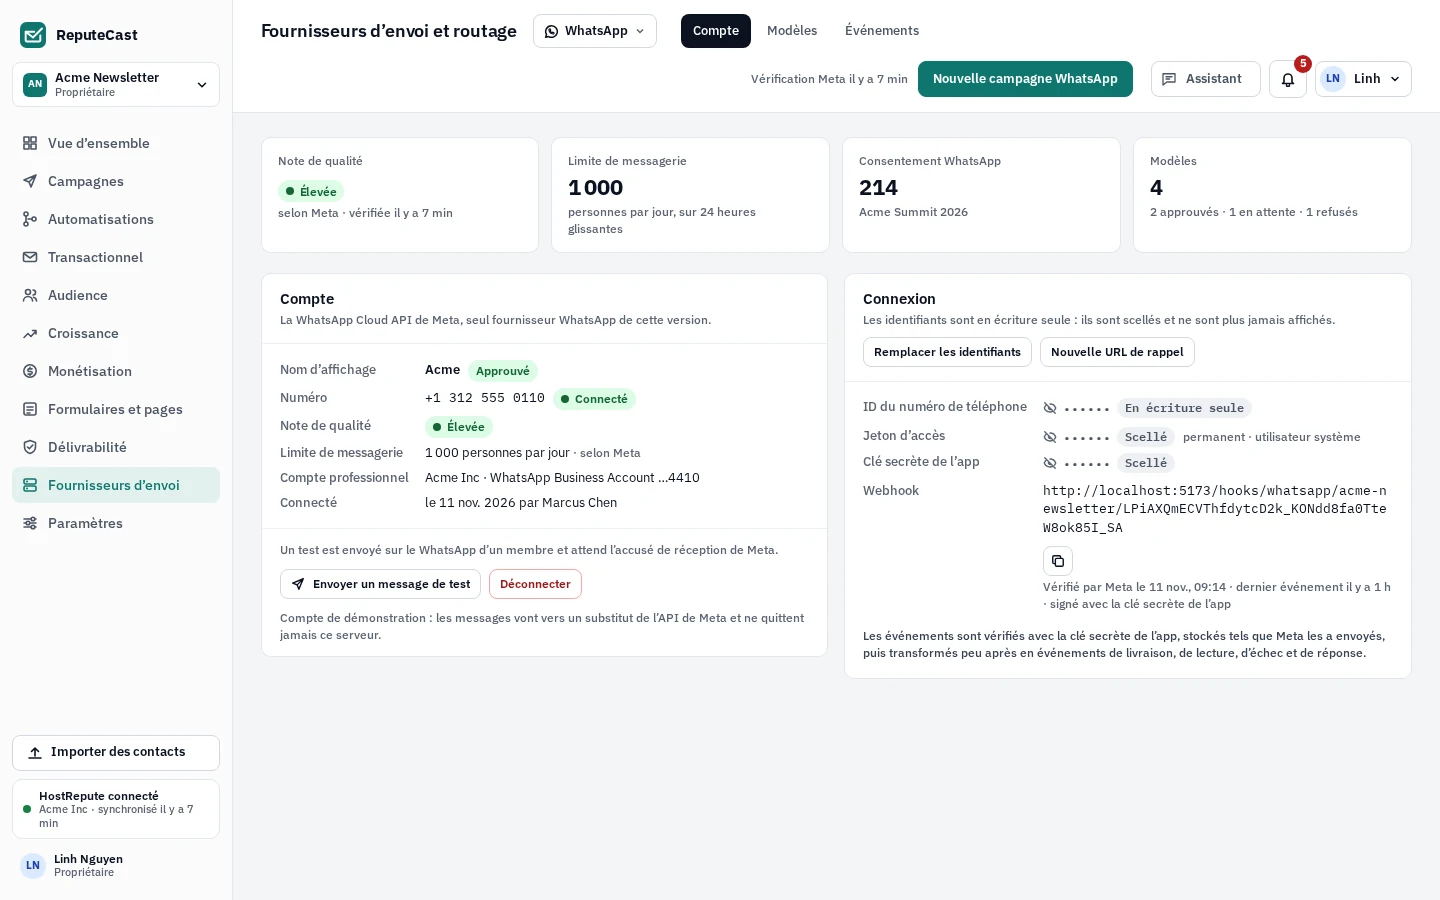 ReputeCast
AN
Acme Newsletter
Propriétaire
Vue d’ensemble
Campagnes
Automatisations
Transactionnel
Audience
Croissance
Monétisation
Formulaires et pages
Délivrabilité
Fournisseurs d’envoi
Paramètres
Importer des contacts
HostRepute connecté
Acme Inc · synchronisé il y a 7
min
LN
Linh Nguyen
Propriétaire
Fournisseurs d’envoi et routage
WhatsApp
Compte
Modèles
Événements
Vérification Meta il y a 7 min
Nouvelle campagne WhatsApp
Assistant
5
LN
Linh
Note de qualité
Élevée
selon Meta · vérifiée il y a 7 min
Limite de messagerie
1 000
personnes par jour, sur 24 heures
glissantes
Consentement WhatsApp
214
Acme Summit 2026
Modèles
4
2 approuvés · 1 en attente · 1 refusés
Compte
La WhatsApp Cloud API de Meta, seul fournisseur WhatsApp de cette version.
Nom d’affichage
Acme Approuvé
Numéro
+1 312 555 0110 Connecté
Note de qualité
Élevée
Limite de messagerie
1 000 personnes par jour · selon Meta
Compte professionnel
Acme Inc · WhatsApp Business Account …4410
Connecté
le 11 nov. 2026 par Marcus Chen
Un test est envoyé sur le WhatsApp d’un membre et attend l’accusé de réception de Meta.
Envoyer un message de test
Déconnecter
Compte de démonstration : les messages vont vers un substitut de l’API de Meta et ne quittent
jamais ce serveur.
Connexion
Les identifiants sont en écriture seule : ils sont scellés et ne sont plus jamais affichés.
Remplacer les identifiants
Nouvelle URL de rappel
ID du numéro de téléphone
•••••• En écriture seule
Jeton d’accès
•••••• Scellé permanent · utilisateur système
Clé secrète de l’app
•••••• Scellé
Webhook
http://localhost:5173/hooks/whatsapp/acme-n
ewsletter/LPiAXQmECVThfdytcD2k_KONdd8fa0Tte
W8ok85I_SA
Vérifié par Meta le 11 nov., 09:14 · dernier événement il y a 1 h
· signé avec la clé secrète de l’app
Les événements sont vérifiés avec la clé secrète de l’app, stockés tels que Meta les a envoyés,
puis transformés peu après en événements de livraison, de lecture, d’échec et de réponse.